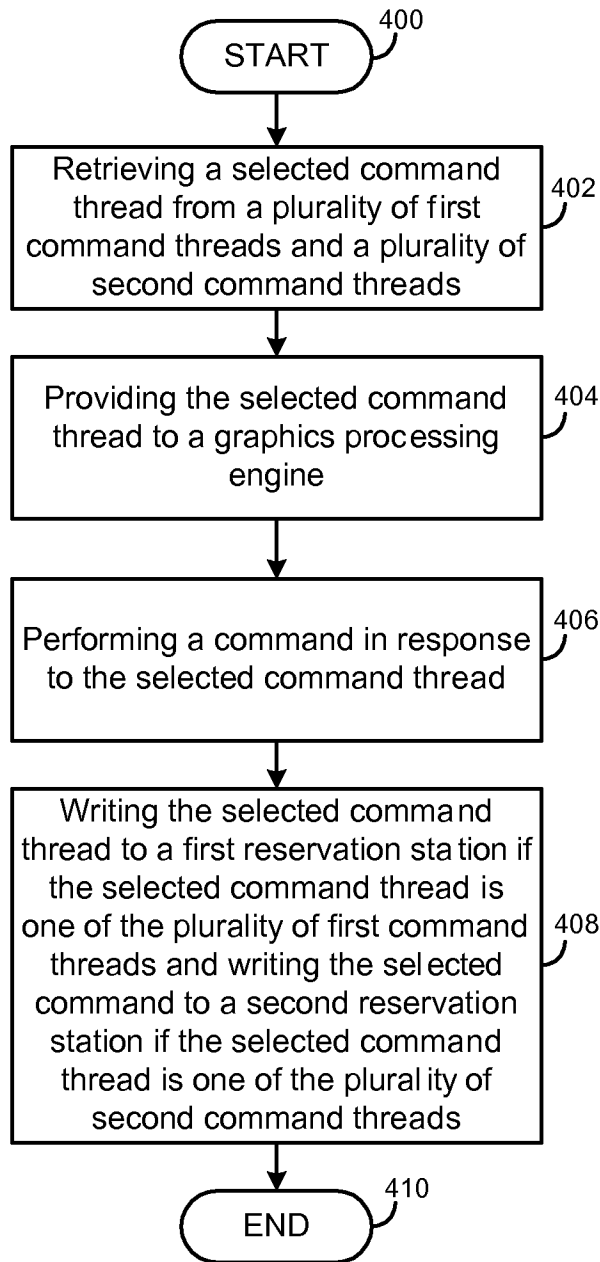 400
START
Retrieving a selected command
thread from a plurality of first
command threads and a plurality of
second command threads
402
Providing the selected command
thread to a graphics processing
engine
404
Performing a command in response
to the selected command thread
406
Writing the selected command
thread to a first reservation station if
the selected command thread is
one of the plurality of first command
threads and writing the selected
command to a second reservation
station if the selected command
thread is one of the plurality of
second command threads
408
410
END